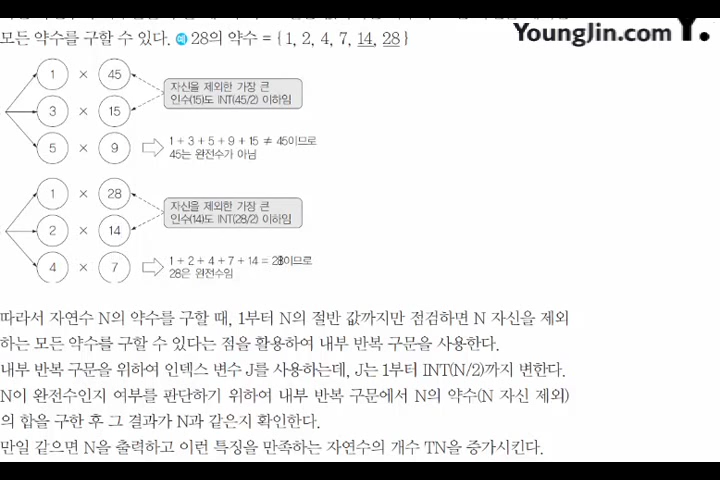 모든 약수를 구할 수 있다. 예 28의 약수 = { 1, 2, 4, 7, 14, 28 }
YoungJin.com Y.
1 × 45
3 × 15
5 × 9
자신을 제외한 가장 큰
인수(15)도 INT(45/2) 이하임
1 + 3 + 5 + 9 + 15 ≠ 45이므로
45는 완전수가 아님
1 × 28
2 × 14
4 × 7
자신을 제외한 가장 큰
인수(14)도 INT(28/2) 이하임
1 + 2 + 4 + 7 + 14 = 28이므로
28은 완전수임
따라서 자연수 N의 약수를 구할 때, 1부터 N의 절반 값까지만 점검하면 N 자신을 제외
하는 모든 약수를 구할 수 있다는 점을 활용하여 내부 반복 구문을 사용한다.
내부 반복 구문을 위하여 인덱스 변수 J를 사용하는데, J는 1부터 INT(N/2)까지 변한다.
N이 완전수인지 여부를 판단하기 위하여 내부 반복 구문에서 N의 약수(N 자신 제외)
의 합을 구한 후 그 결과가 N과 같은지 확인한다.
만일 같으면 N을 출력하고 이런 특징을 만족하는 자연수의 개수 TN을 증가시킨다.